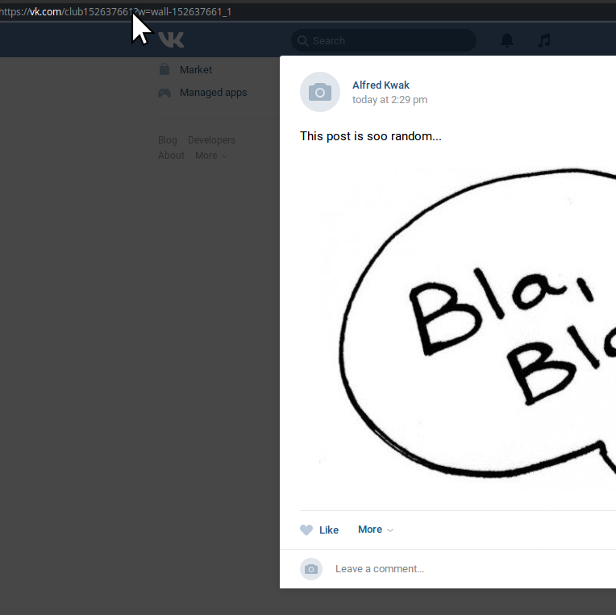 https://vk.com/club152637661?w=wall-152637661_1
Search
Market
Managed apps
Blog Developers
About More
Alfred Kwak
today at 2:29 pm
This post is soo random...
Bla,
Bla
Like More
Leave a comment...